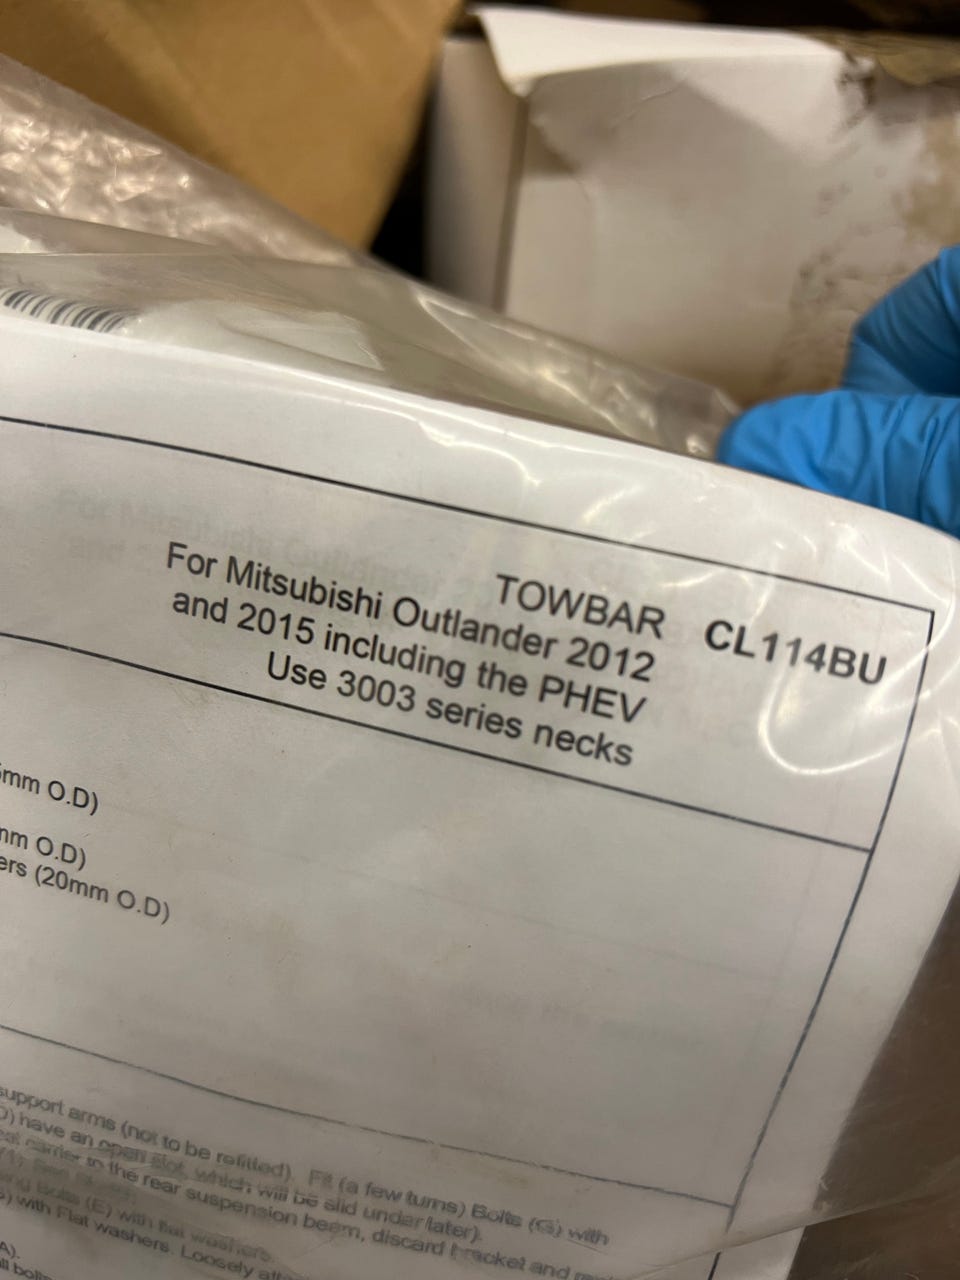 TOWBAR CL114BU
For Mitsubishi Outlander 2012
and 2015 including the PHEV
Use 3003 series necks
mm O.D)
mm O.D)
ers (20mm O.D)
support arms (not to be refitted). Fit (a few turns) Bolts (G) with
have an open slot, which will be slid under later).
carrier to the rear suspension beam, discard bracket and
Bolts (E) with flat washers.
with Flat washers. Loosely